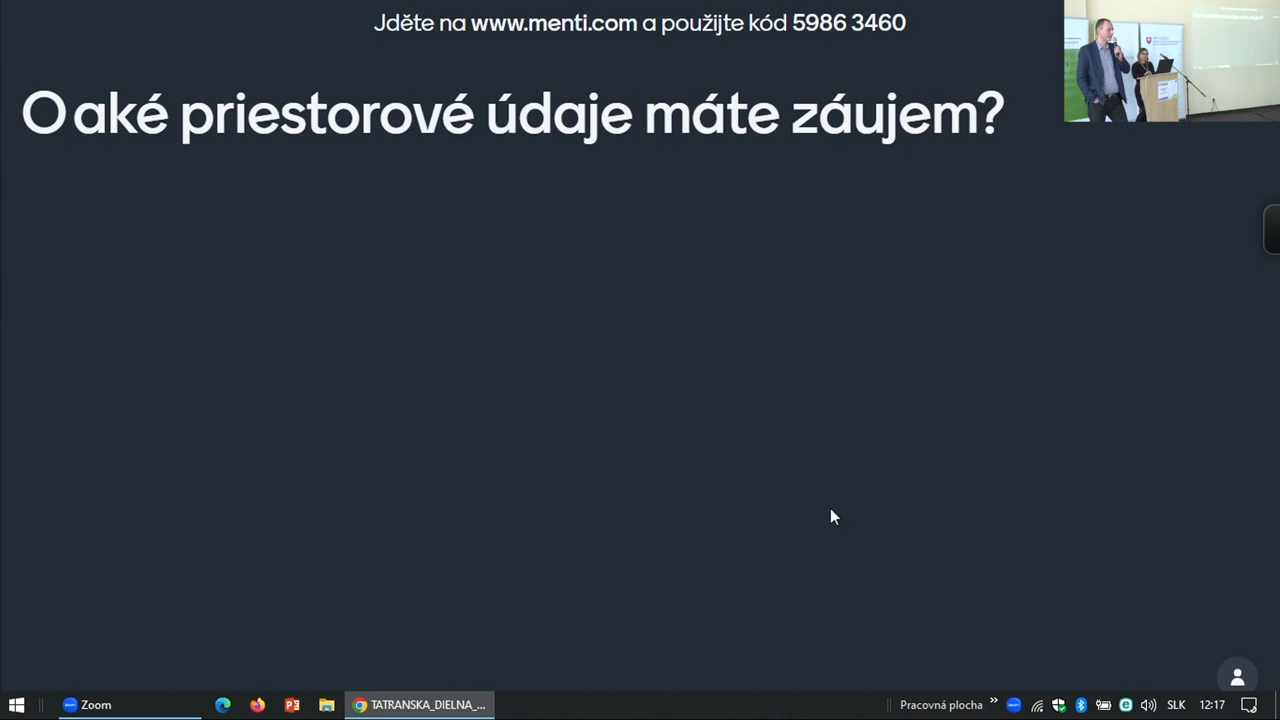 Jděte na www.menti.com a použijte kód 5986 3460
O aké priestorové údaje máte záujem?
Zoom
TATRANSKA_DIELNA_...
Pracovná plocha
SLK
12:17